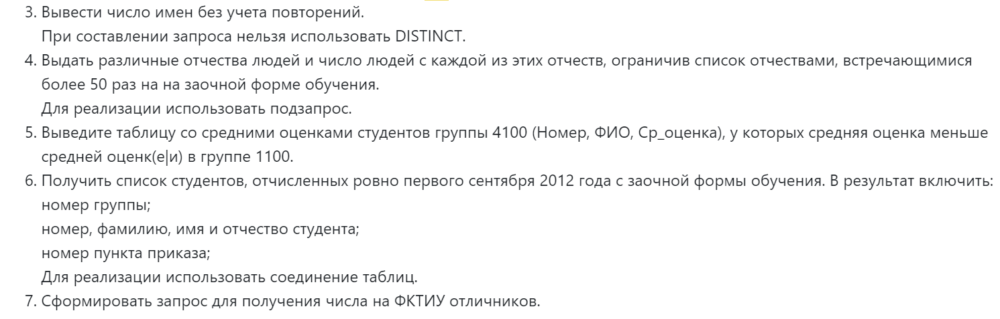 3. Вывести число имен без учета повторений.
При составлении запроса нельзя использовать DISTINCT.
4. Выдать различные отчества людей и число людей с каждой из этих отчеств, ограничив список отчествами, встречающимися
более 50 раз на на заочной форме обучения.
Для реализации использовать подзапрос.
5. Выведите таблицу со средними оценками студентов группы 4100 (Номер, ФИО, Ср_оценка), у которых средняя оценка меньше
средней оценк(е|и) в группе 1100.
6. Получить список студентов, отчисленных ровно первого сентября 2012 года с заочной формы обучения. В результат включить:
номер группы;
номер, фамилию, имя и отчество студента;
номер пункта приказа;
Для реализации использовать соединение таблиц.
7. Сформировать запрос для получения числа на ФКТИУ отличников.